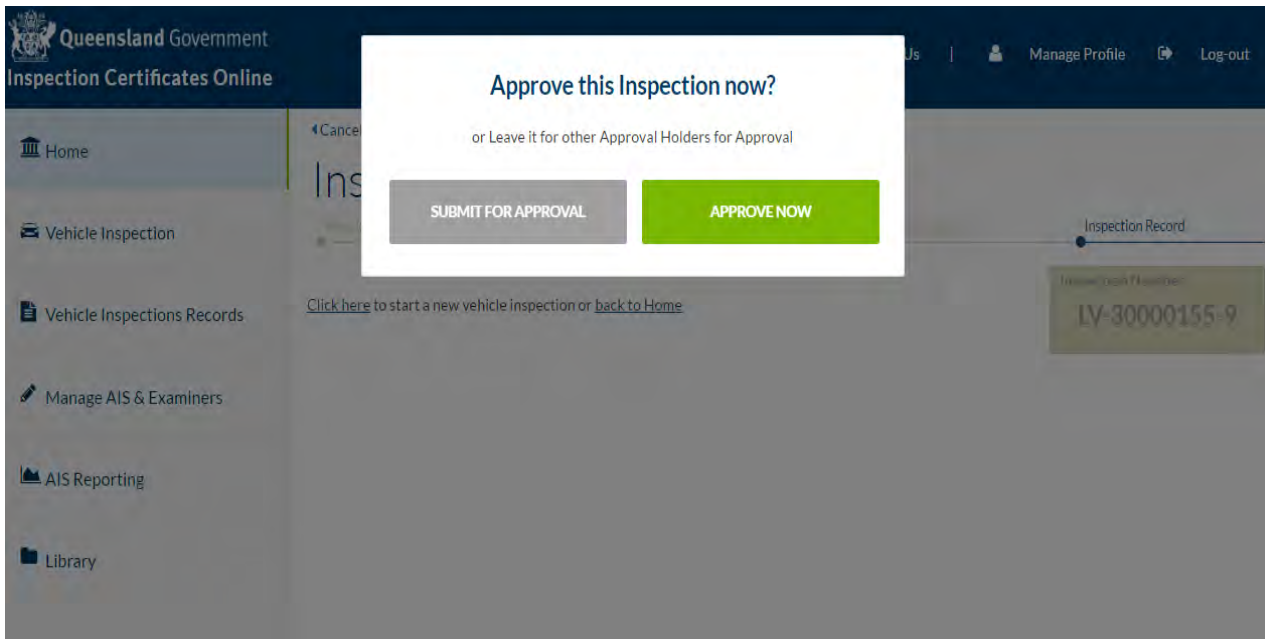 Queensland Government
Inspection Certificates Online
Us | Manage Profile Log-out
Approve this Inspection now?
or Leave it for other Approval Holders for Approval
SUBMIT FOR APPROVAL
APPROVE NOW
Home
Vehicle Inspection
Vehicle Inspections Records
Manage AIS & Examiners
AIS Reporting
Library
Cancel
Ins
Inspection Record
Inspection Number
LV-30000155-9
Click here to start a new vehicle inspection or back to Home